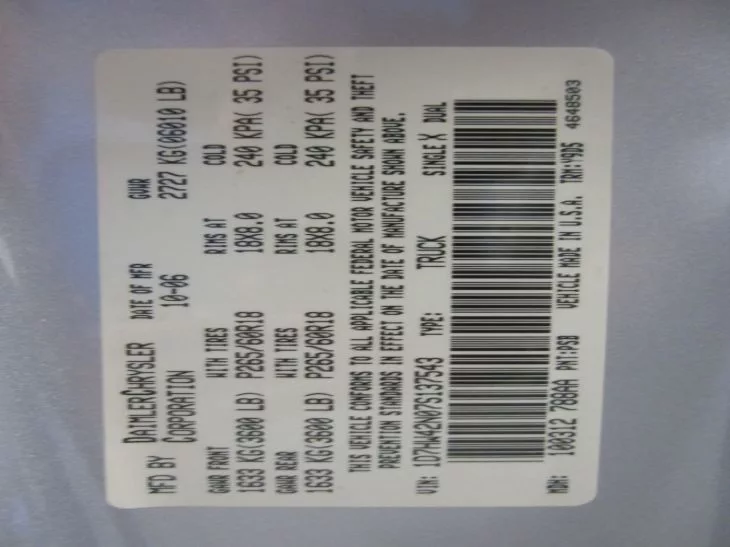 MFD BY DAIMLERCHRYSLER CORPORATION DATE OF MFR 10-06 GVWR 2727 KG(06010 LB)
GAWR FRONT WITH TIRES RIMS AT COLD
1633 KG(3600 LB) P265/60R18 18X8.0 240 KPA( 35 PSI)
GAWR REAR WITH TIRES RIMS AT COLD
1633 KG(3600 LB) P265/60R18 18X8.0 240 KPA( 35 PSI)
THIS VEHICLE CONFORMS TO ALL APPLICABLE FEDERAL MOTOR VEHICLE SAFETY AND THEFT
PREVENTION STANDARDS IN EFFECT ON THE DATE OF MANUFACTURE SHOWN ABOVE.
VIN: 1D7HW42N07S137543 TYPE: TRUCK SINGLE X DUAL
MDH: 100312 788AA PNT:PSB VEHICLE MADE IN U.S.A. TRM:Y9D5 4648503